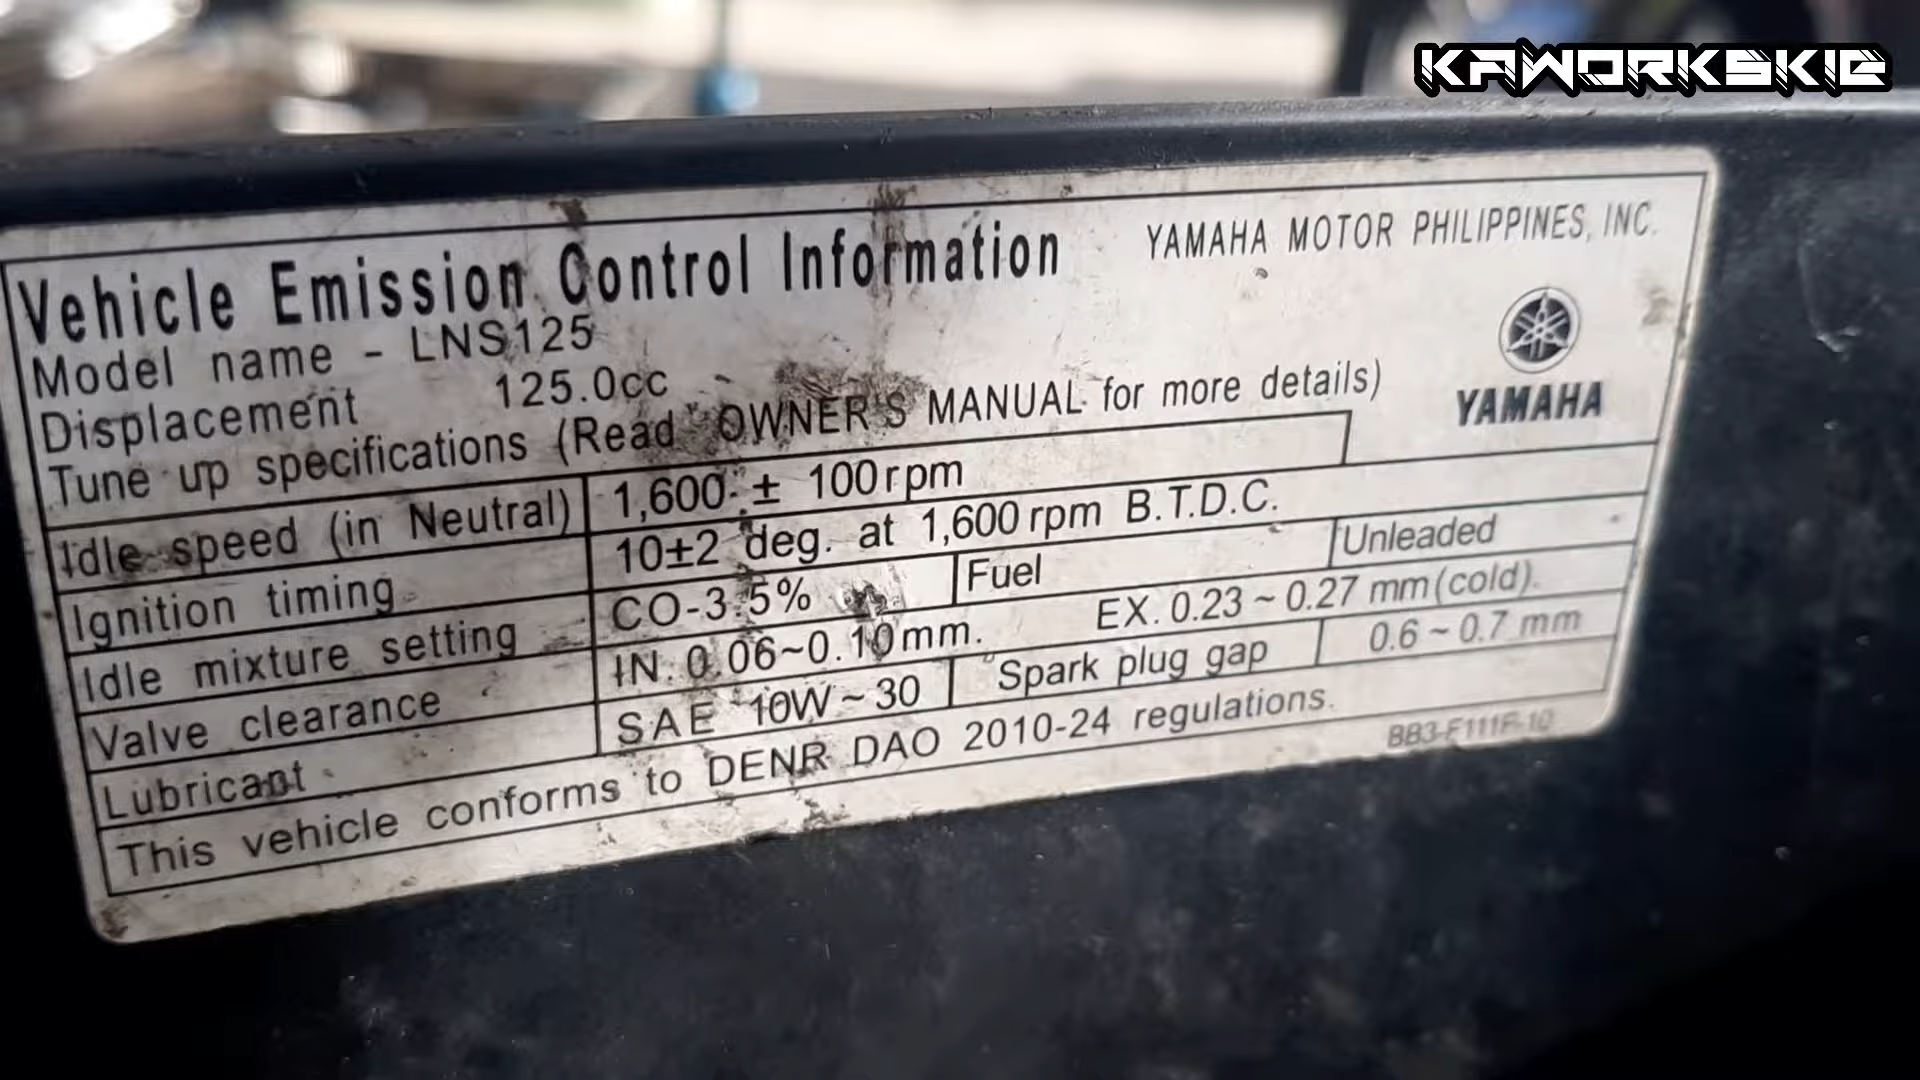 KAWORKSKIE
Vehicle Emission Control Information YAMAHA MOTOR PHILIPPINES, INC.
Model name - LNS125
Displacement 125.0cc
YAMAHA
Tune up specifications (Read OWNER'S MANUAL for more details)
Idle speed (in Neutral) 1,600 ± 100rpm
Ignition timing 10±2 deg. at 1,600 rpm B.T.D.C.
Idle mixture setting CO-3.5% Fuel Unleaded
Valve clearance IN. 0.06~0.10mm. EX. 0.23 ~ 0.27 mm (cold).
Lubricant SAE 10W ~ 30 Spark plug gap 0.6 ~ 0.7 mm
This vehicle conforms to DENR DAO 2010-24 regulations.